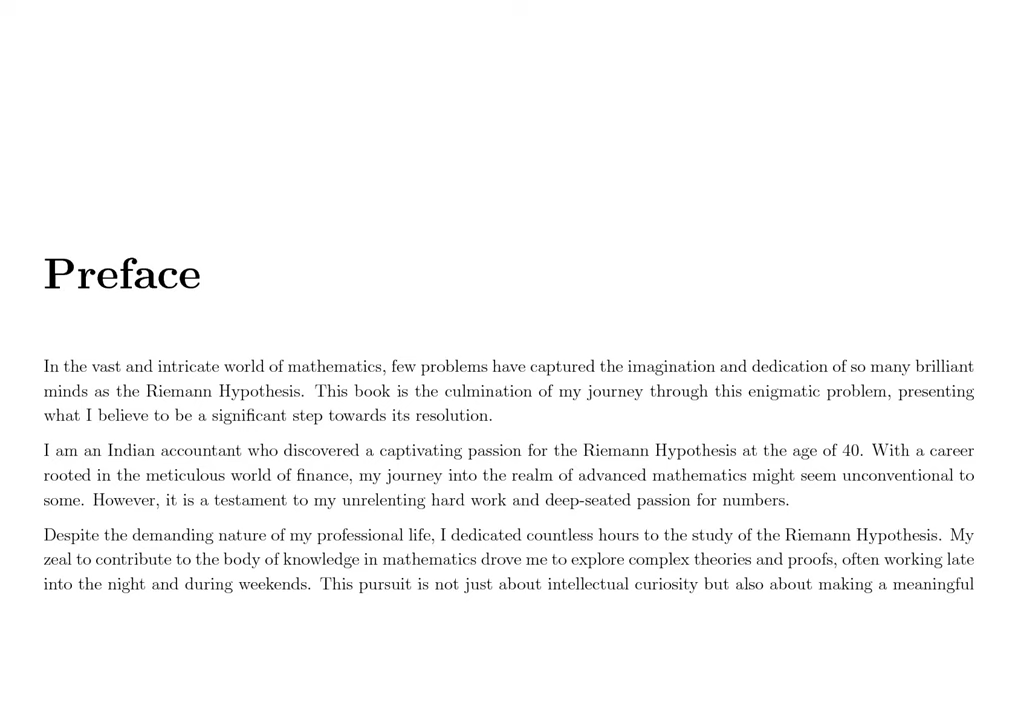 Preface
In the vast and intricate world of mathematics, few problems have captured the imagination and dedication of so many brilliant
minds as the Riemann Hypothesis. This book is the culmination of my journey through this enigmatic problem, presenting
what I believe to be a significant step towards its resolution.
I am an Indian accountant who discovered a captivating passion for the Riemann Hypothesis at the age of 40. With a career
rooted in the meticulous world of finance, my journey into the realm of advanced mathematics might seem unconventional to
some. However, it is a testament to my unrelenting hard work and deep-seated passion for numbers.
Despite the demanding nature of my professional life, I dedicated countless hours to the study of the Riemann Hypothesis. My
zeal to contribute to the body of knowledge in mathematics drove me to explore complex theories and proofs, often working late
into the night and during weekends. This pursuit is not just about intellectual curiosity but also about making a meaningful